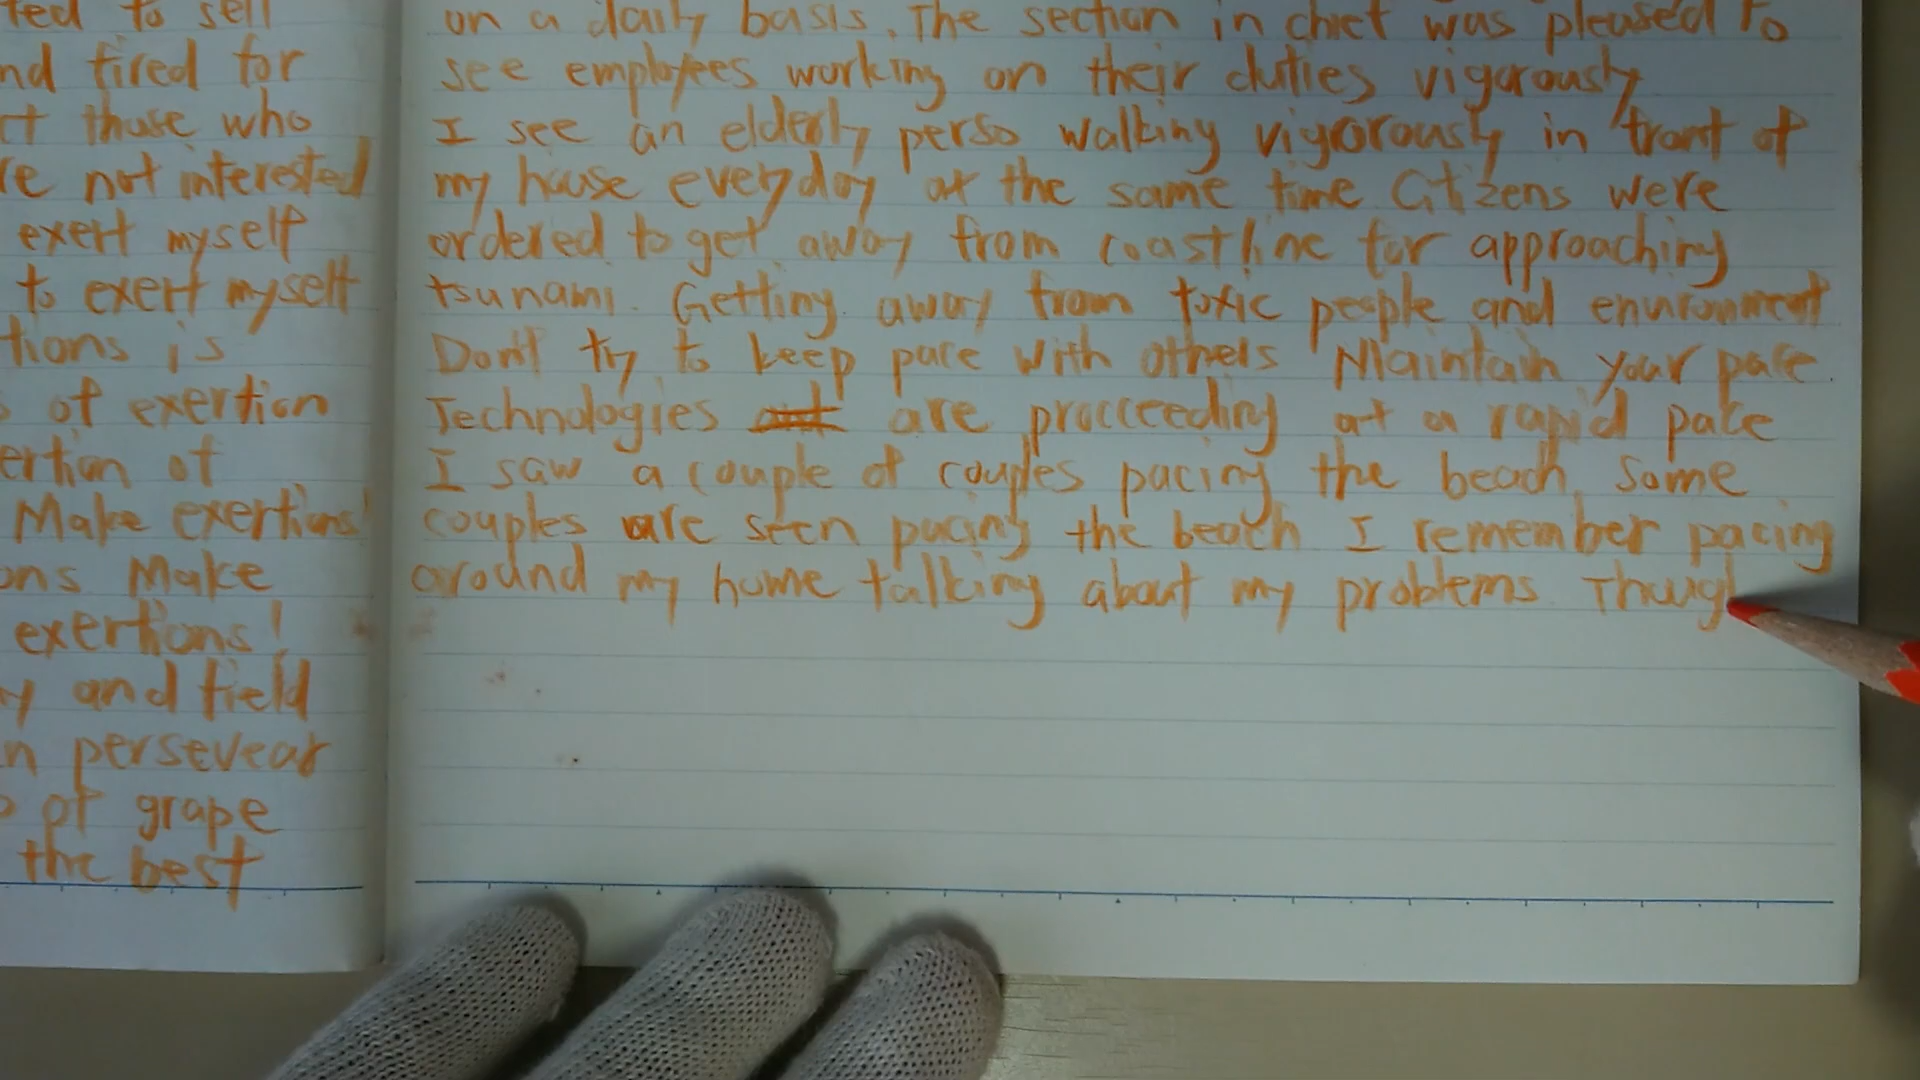 ted to sell
nd fired for
rt those who
re not interested
exert myself
to exert myself
tions is
s of exertion
ertion of
Make exertions!
ons Make
exertions!
y and field
n persevear
p of grape
the best
on a daily basis. The section in chief was pleased to
see employees working on their duties vigorously
I see an elderly perso walking vigorously in front of
my house everyday at the same time Citizens were
ordered to get away from coastline for approaching
tsunami. Getting away from toxic people and environment
Don't try to keep pace with others Maintain your pace.
Technologies are proceeding at a rapid pace
I saw a couple of couples pacing the beach. Some
couples are seen pacing the beach I remember pacing
around my home talking about my problems Thoug